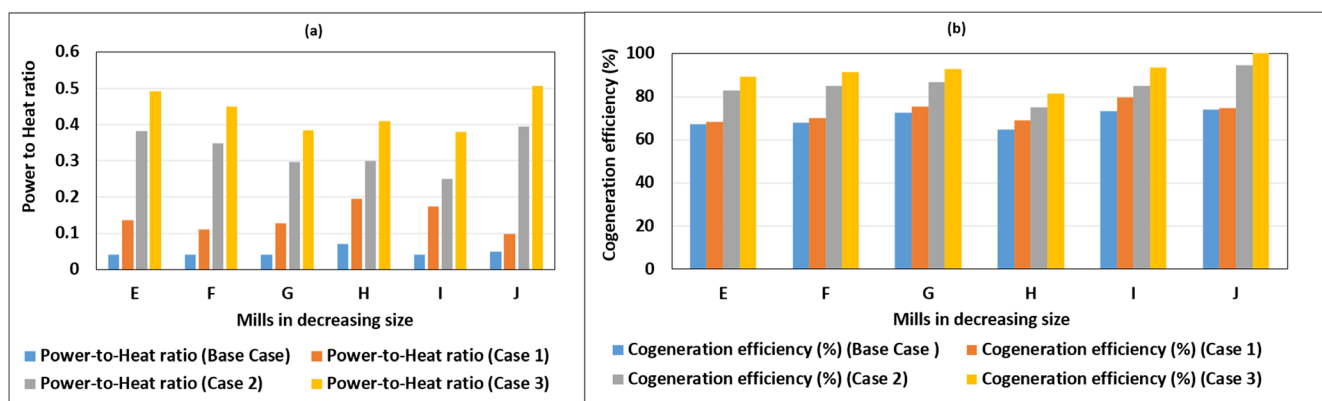 (a)
Power to Heat ratio
0.6
0.5
0.4
0.3
0.2
0.1
0
E F G H I J
Mills in decreasing size
Power-to-Heat ratio (Base Case) Power-to-Heat ratio (Case 1)
Power-to-Heat ratio (Case 2) Power-to-Heat ratio (Case 3)
(b)
Cogeneration efficiency (%)
100
80
60
40
20
0
E F G H I J
Mills in decreasing size
Cogeneration efficiency (%) (Base Case ) Cogeneration efficiency (%) (Case 1)
Cogeneration efficiency (%) (Case 2) Cogeneration efficiency (%) (Case 3)